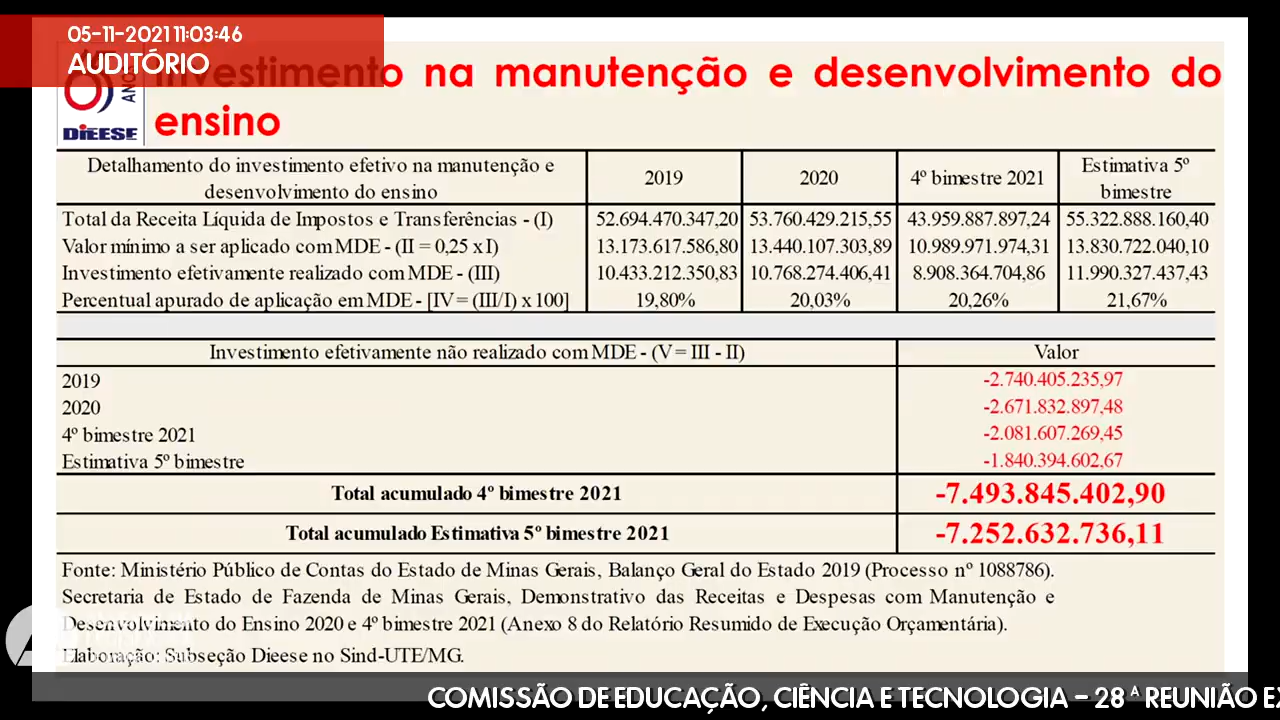 05-11-2021 11:03:46
AUDITÓRIO
ANOS
DIEESE
Investimento na manutenção e desenvolvimento do
ensino
Detalhamento do investimento efetivo na manutenção e desenvolvimento do ensino 2019 2020 4º bimestre 2021 Estimativa 5º bimestre
Total da Receita Líquida de Impostos e Transferências - (I) 52.694.470.347,20 53.760.429.215,55 43.959.887.897,24 55.322.888.160,40
Valor mínimo a ser aplicado com MDE - (II = 0,25 x I) 13.173.617.586,80 13.440.107.303,89 10.989.971.974,31 13.830.722.040,10
Investimento efetivamente realizado com MDE - (III) 10.433.212.350,83 10.768.274.406,41 8.908.364.704,86 11.990.327.437,43
Percentual apurado de aplicação em MDE - [IV = (III/I) x 100] 19,80% 20,03% 20,26% 21,67%
Investimento efetivamente não realizado com MDE - (V = III - II) Valor
2019 -2.740.405.235,97
2020 -2.671.832.897,48
4º bimestre 2021 -2.081.607.269,45
Estimativa 5º bimestre -1.840.394.602,67
Total acumulado 4º bimestre 2021 -7.493.845.402,90
Total acumulado Estimativa 5º bimestre 2021 -7.252.632.736,11
Fonte: Ministério Público de Contas do Estado de Minas Gerais, Balanço Geral do Estado 2019 (Processo nº 1088786).
Secretaria de Estado de Fazenda de Minas Gerais, Demonstrativo das Receitas e Despesas com Manutenção e
Desenvolvimento do Ensino 2020 e 4º bimestre 2021 (Anexo 8 do Relatório Resumido de Execução Orçamentária).
Elaboração: Subseção Dieese no Sind-UTE/MG.
COMISSÃO DE EDUCAÇÃO, CIÊNCIA E TECNOLOGIA – 28 ª REUNIÃO EX